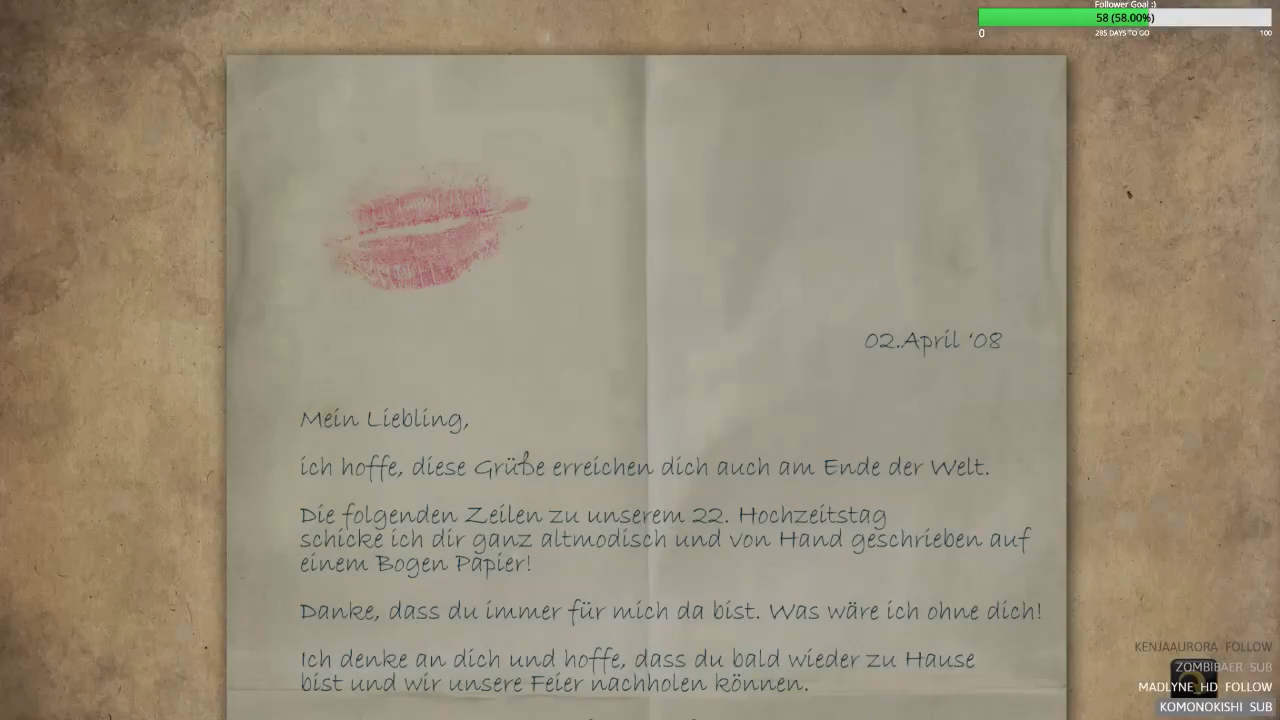 Follower Goal :)
58 (58.00%)
0
285 DAYS TO GO
100
02.April '08
Mein Liebling,
ich hoffe, diese Grüße erreichen dich auch am Ende der Welt.
Die folgenden Zeilen zu unserem 22. Hochzeitstag
schicke ich dir ganz altmodisch und von Hand geschrieben auf
einem Bogen Papier!
Danke, dass du immer für mich da bist. Was wäre ich ohne dich!
Ich denke an dich und hoffe, dass du bald wieder zu Hause
bist und wir unsere Feier nachholen können.
KENJAAURORA FOLLOW
ZOMBIBAER SUB
MADLYNE_HD FOLLOW
KOMONOKISHI SUB